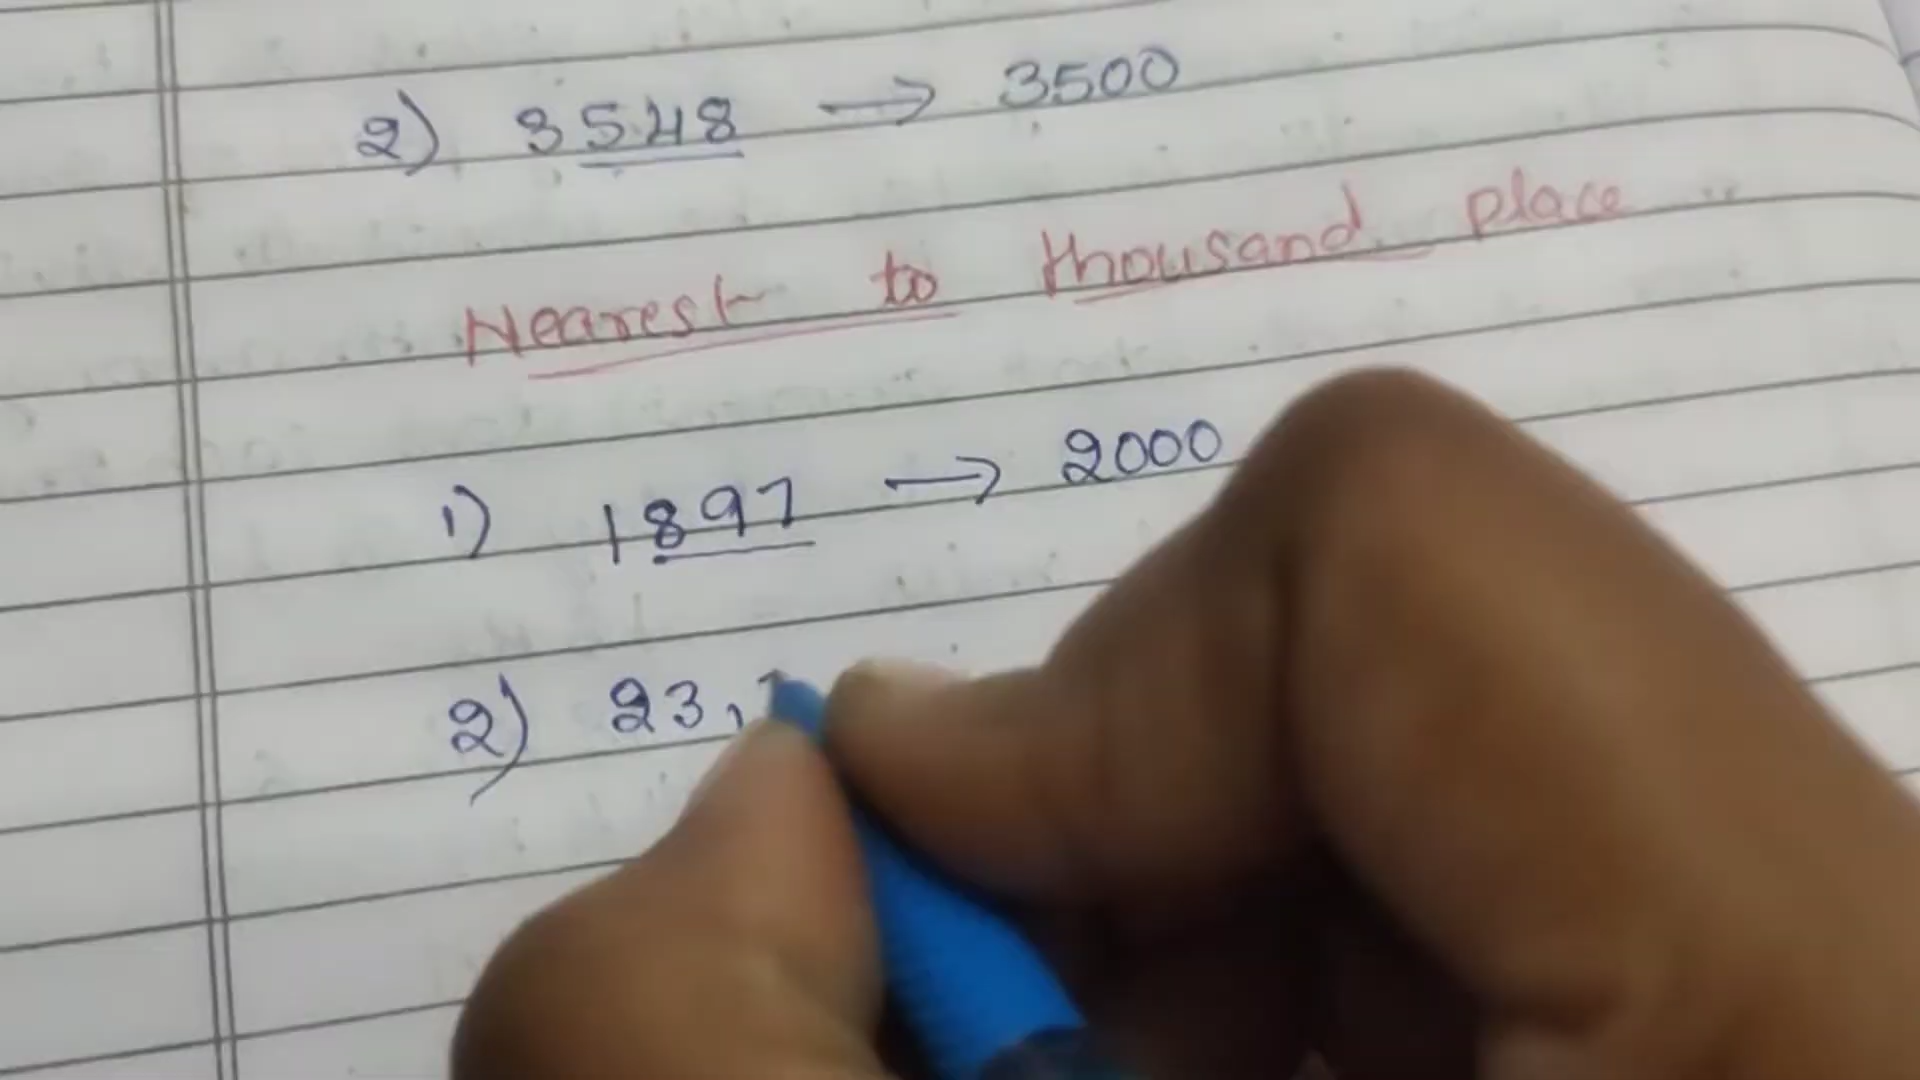 2) 3548 → 3500
Nearest to thousand place
1) 1897 → 2000
2) 23,